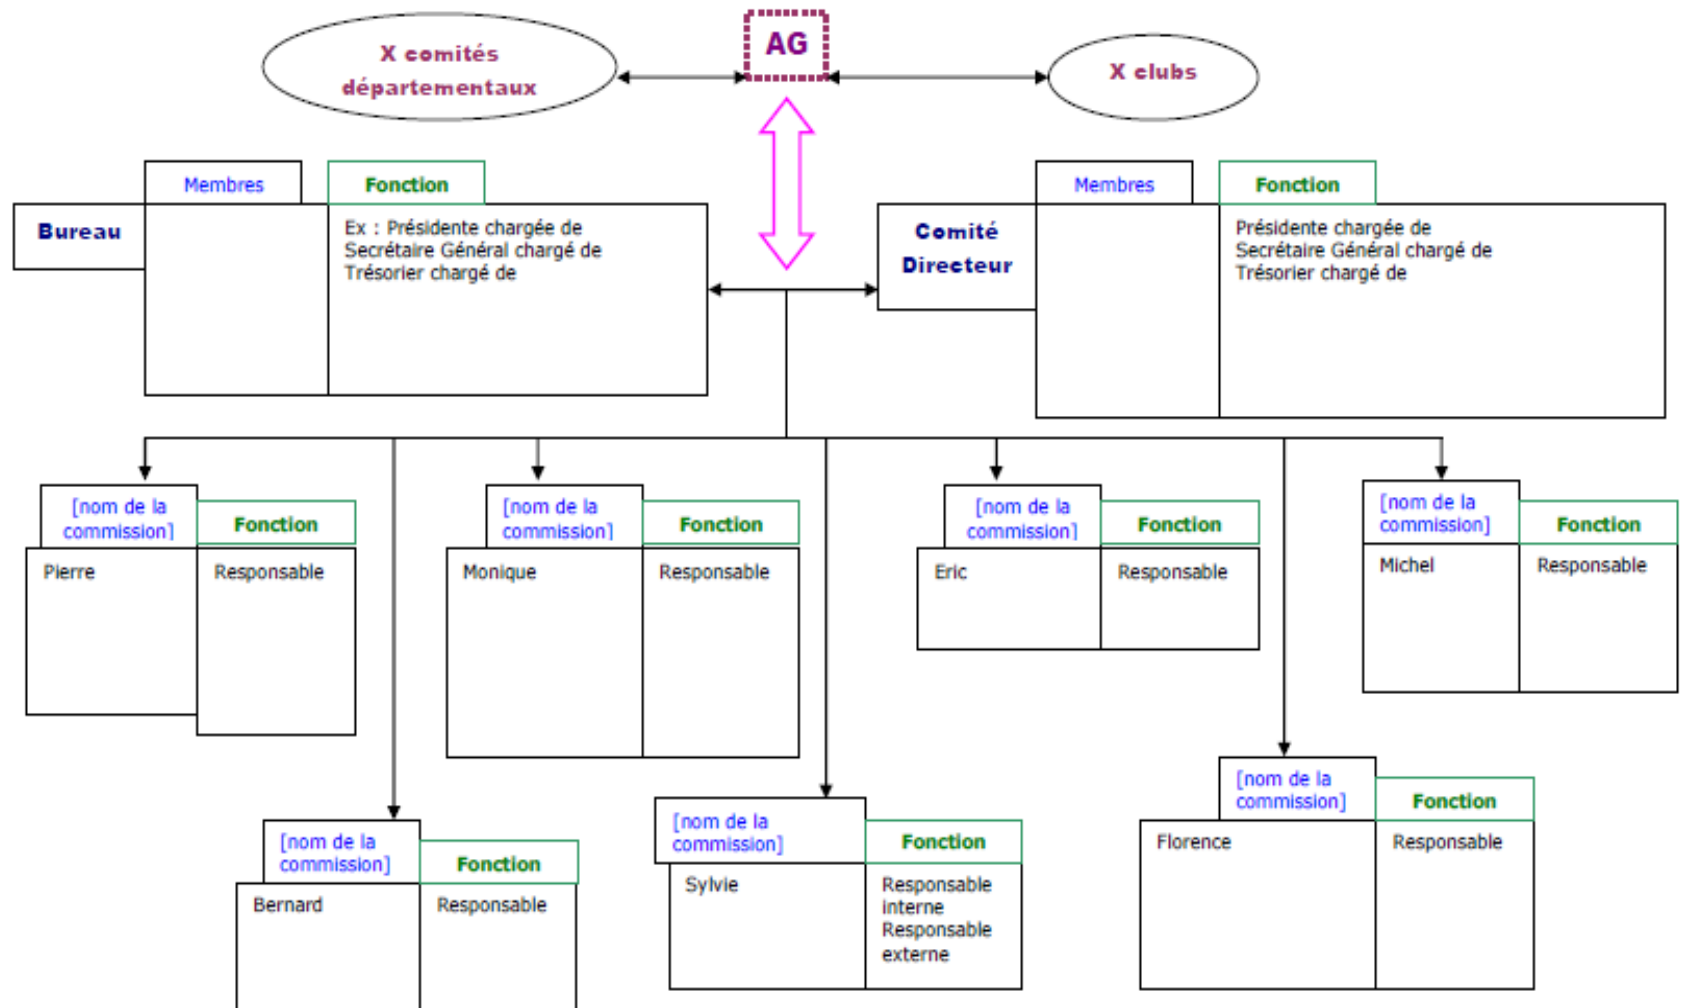 X comités
départementaux
AG
X clubs
Membres
Fonction
Bureau
Ex : Présidente chargée de
Secrétaire Général chargé de
Trésorier chargé de
Membres
Fonction
Comité
Directeur
Présidente chargée de
Secrétaire Général chargé de
Trésorier chargé de
[nom de la
commission]
Fonction
Pierre
Responsable
[nom de la
commission]
Fonction
Monique
Responsable
[nom de la
commission]
Fonction
Eric
Responsable
[nom de la
commission]
Fonction
Michel
Responsable
[nom de la
commission]
Fonction
Bernard
Responsable
[nom de la
commission]
Fonction
Sylvie
Responsable
interne
Responsable
externe
[nom de la
commission]
Fonction
Florence
Responsable